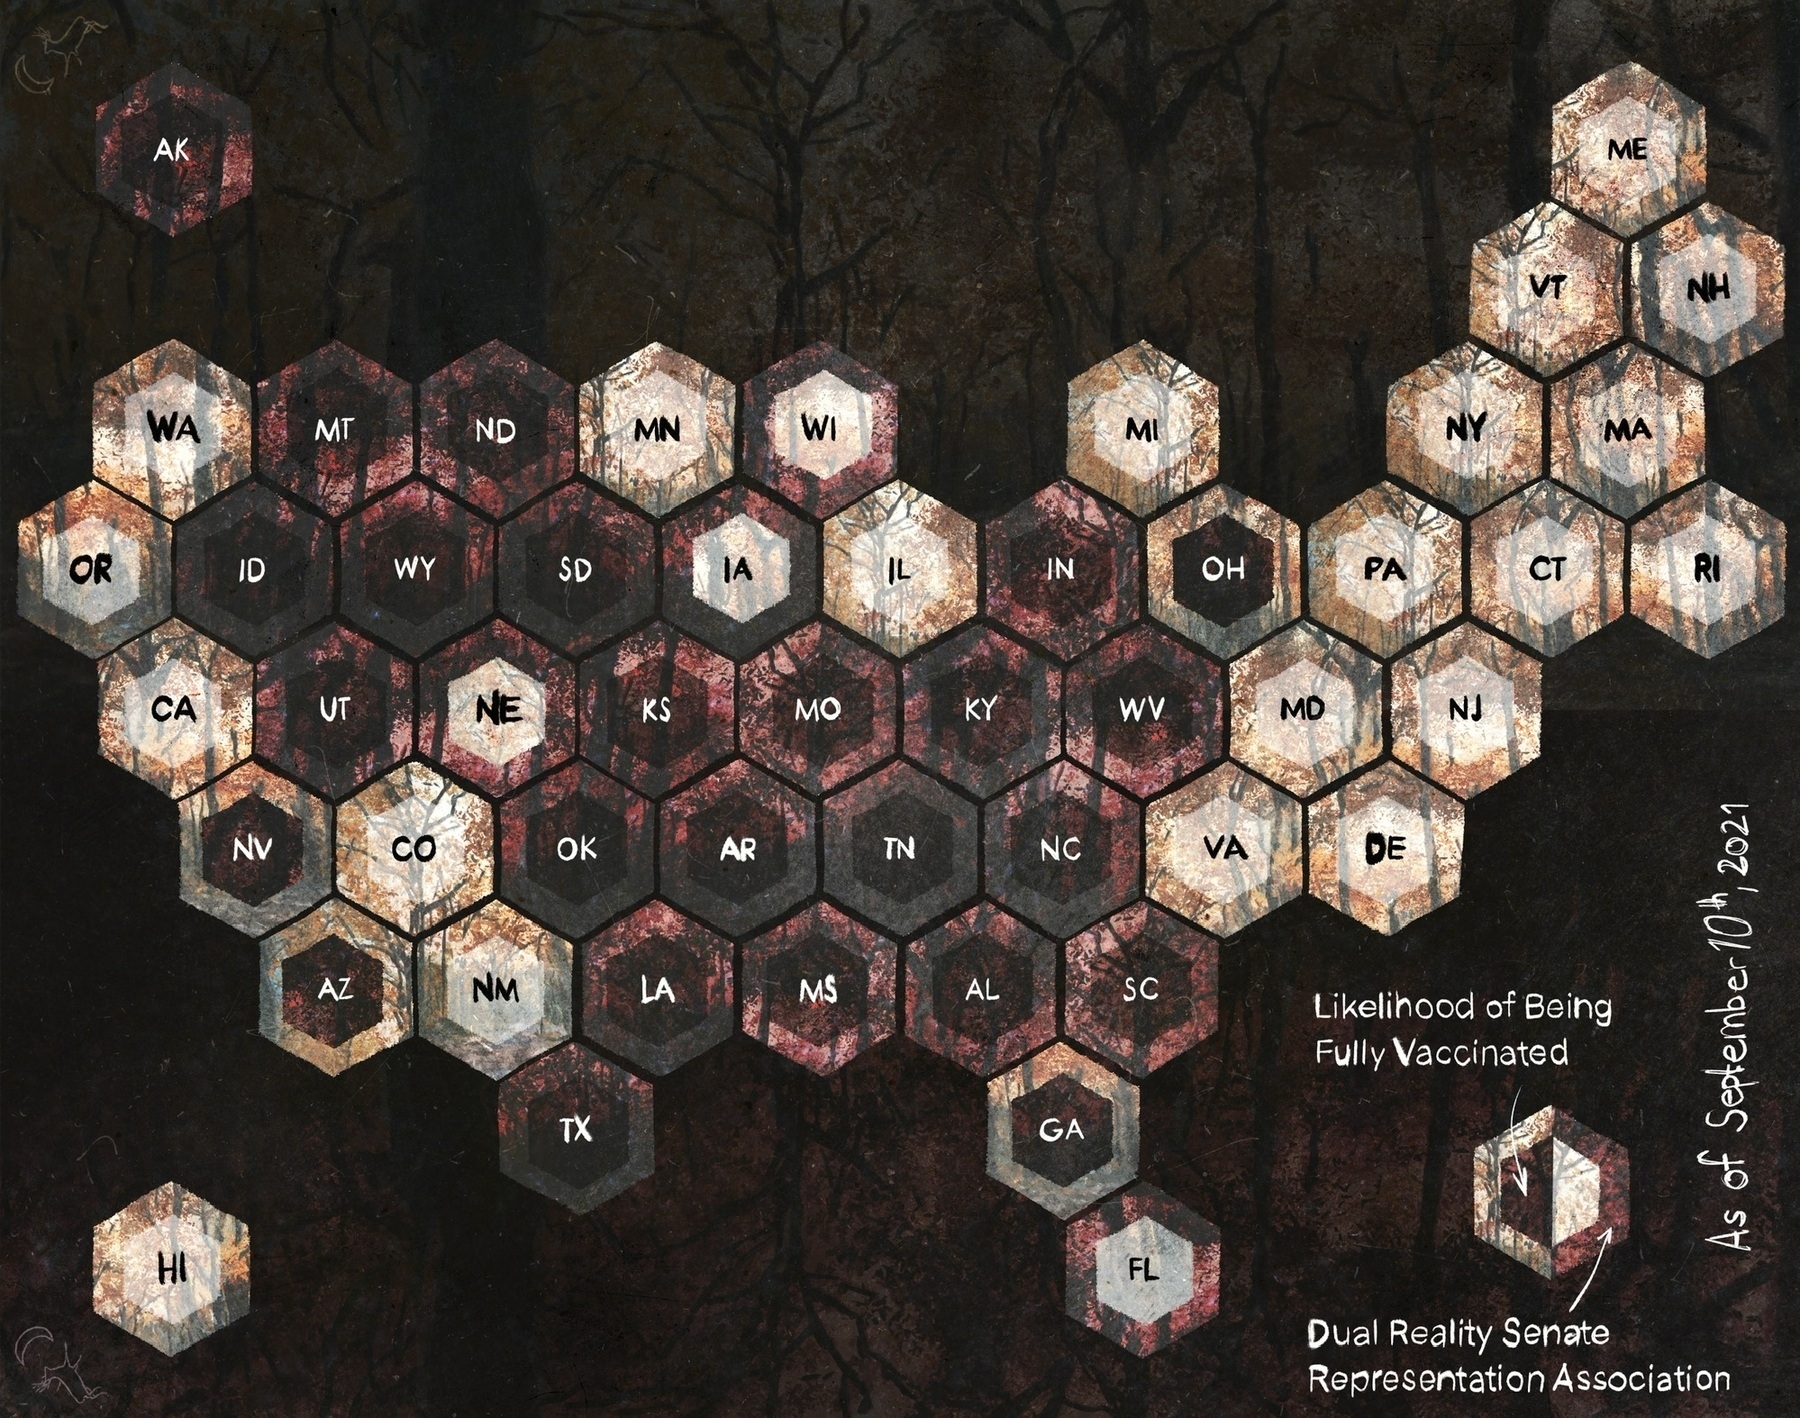 AK
ME
VT
NH
WA
MT
ND
MN
WI
MI
NY
MA
OR
ID
WY
SD
IA
IL
IN
OH
PA
CT
RI
CA
UT
NE
KS
MO
KY
WV
MD
NJ
NV
CO
OK
AR
TN
NC
VA
DE
AZ
NM
LA
MS
AL
SC
TX
GA
HI
FL
Likelihood of Being
Fully Vaccinated
Dual Reality Senate
Representation Association
As of September 10th, 2021